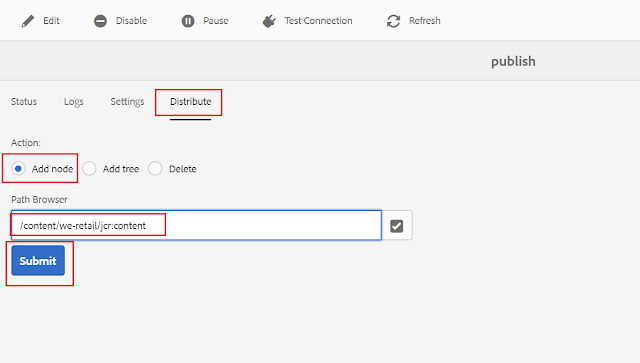 Edit Disable Pause Test Connection Refresh
publish
Status Logs Settings Distribute
Action:
Add node Add tree Delete
Path Browser
/content/we-retail/jcr:content
Submit